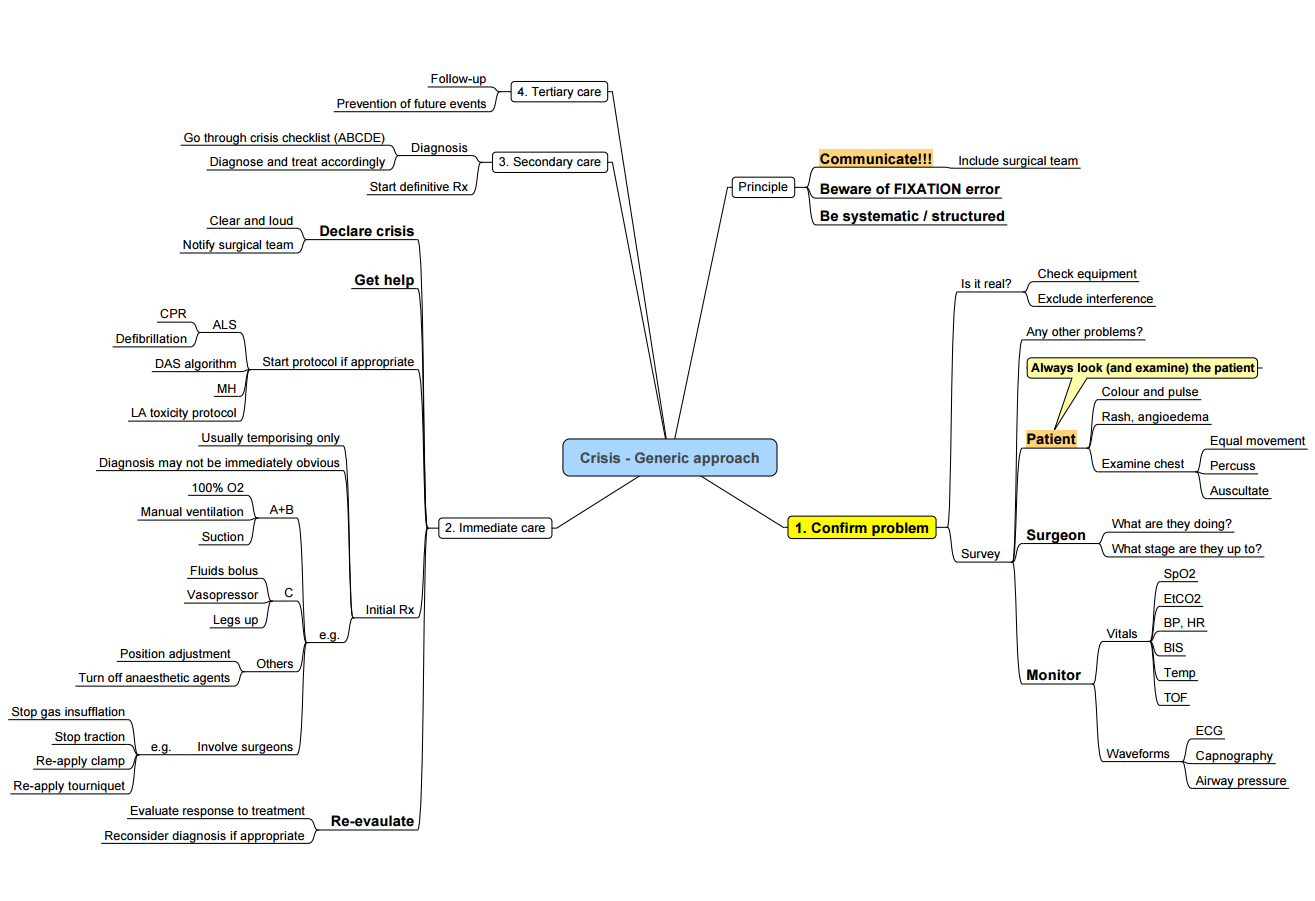 Crisis - Generic approach
Principle
Communicate!!!
Include surgical team
Beware of FIXATION error
Be systematic / structured
1. Confirm problem
Is it real?
Check equipment
Exclude interference
Survey
Any other problems?
Always look (and examine) the patient
Patient
Colour and pulse
Rash, angioedema
Examine chest
Equal movement
Percuss
Auscultate
Surgeon
What are they doing?
What stage are they up to?
Monitor
Vitals
SpO2
EtCO2
BP, HR
BIS
Temp
TOF
Waveforms
ECG
Capnography
Airway pressure
2. Immediate care
Declare crisis
Clear and loud
Notify surgical team
Get help
Start protocol if appropriate
ALS
CPR
Defibrillation
DAS algorithm
MH
LA toxicity protocol
Initial Rx
Usually temporising only
Diagnosis may not be immediately obvious
e.g.
A+B
100% O2
Manual ventilation
Suction
C
Fluids bolus
Vasopressor
Legs up
Others
Position adjustment
Turn off anaesthetic agents
Involve surgeons
e.g.
Stop gas insufflation
Stop traction
Re-apply clamp
Re-apply tourniquet
Re-evaulate
Evaluate response to treatment
Reconsider diagnosis if appropriate
3. Secondary care
Diagnosis
Go through crisis checklist (ABCDE)
Diagnose and treat accordingly
Start definitive Rx
4. Tertiary care
Follow-up
Prevention of future events